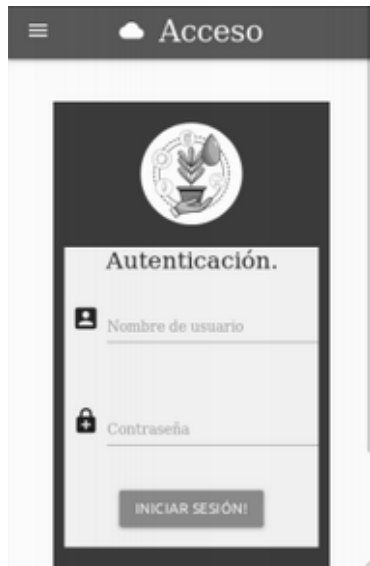 Acceso
Autenticación.
Nombre de usuario
Contraseña
INICIAR SESIÓN!